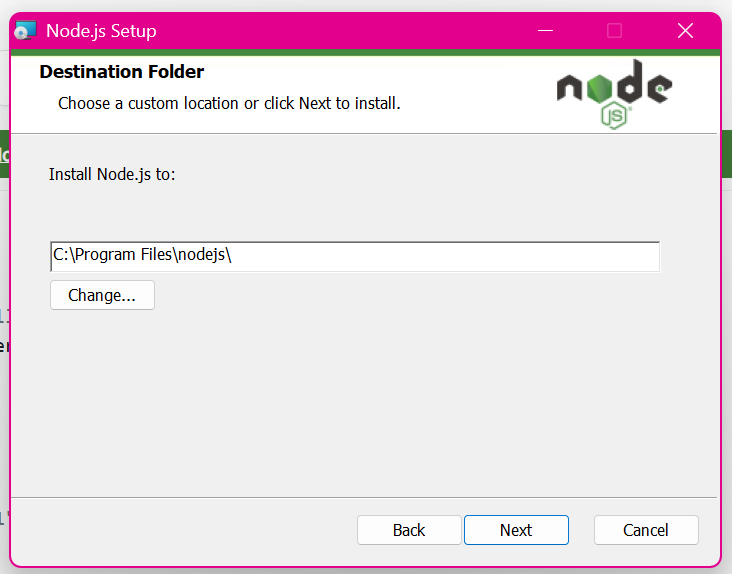 Node.js Setup
Destination Folder
Choose a custom location or click Next to install.
node
JS
Install Node.js to:
C:\Program Files\nodejs\
Change...
Back
Next
Cancel